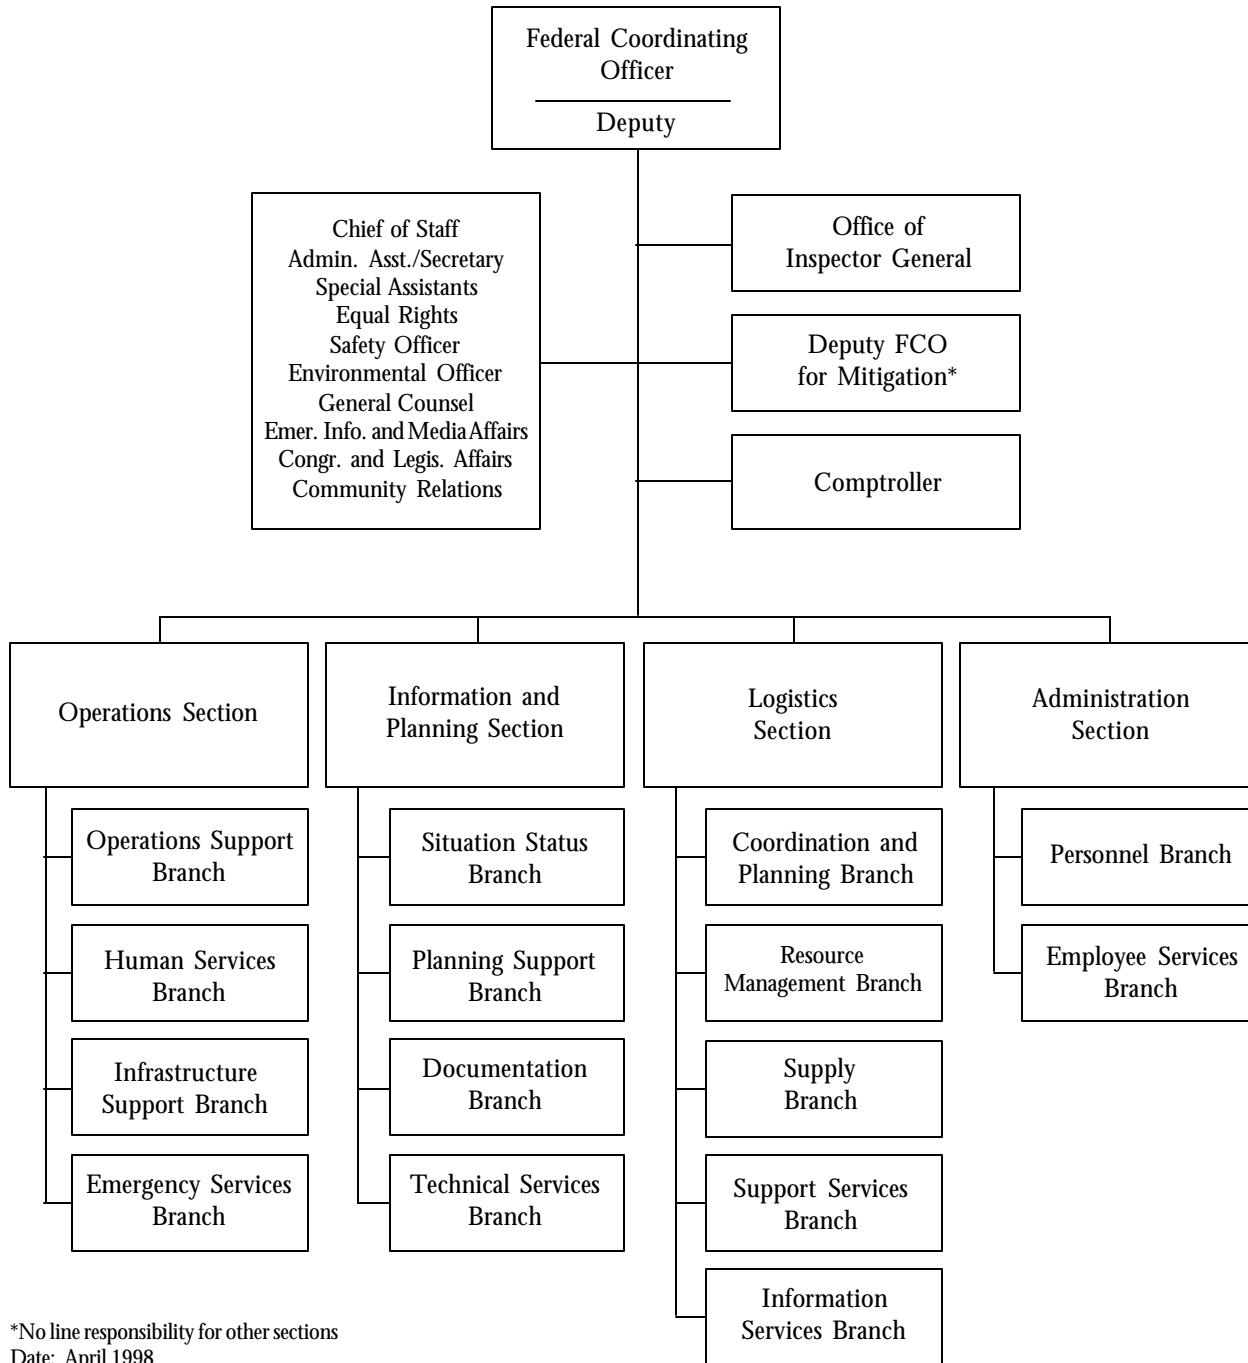 Federal Coordinating
Officer
Deputy
Chief of Staff
Admin. Asst./Secretary
Special Assistants
Equal Rights
Safety Officer
Environmental Officer
General Counsel
Emer. Info. and Media Affairs
Congr. and Legis. Affairs
Community Relations
Office of
Inspector General
Deputy FCO
for Mitigation*
Comptroller
Operations Section
Information and
Planning Section
Logistics
Section
Administration
Section
Operations Support
Branch
Human Services
Branch
Infrastructure
Support Branch
Emergency Services
Branch
Situation Status
Branch
Planning Support
Branch
Documentation
Branch
Technical Services
Branch
Coordination and
Planning Branch
Resource
Management Branch
Supply
Branch
Support Services
Branch
Information
Services Branch
Personnel Branch
Employee Services
Branch
*No line responsibility for other sections
Date: April 1998